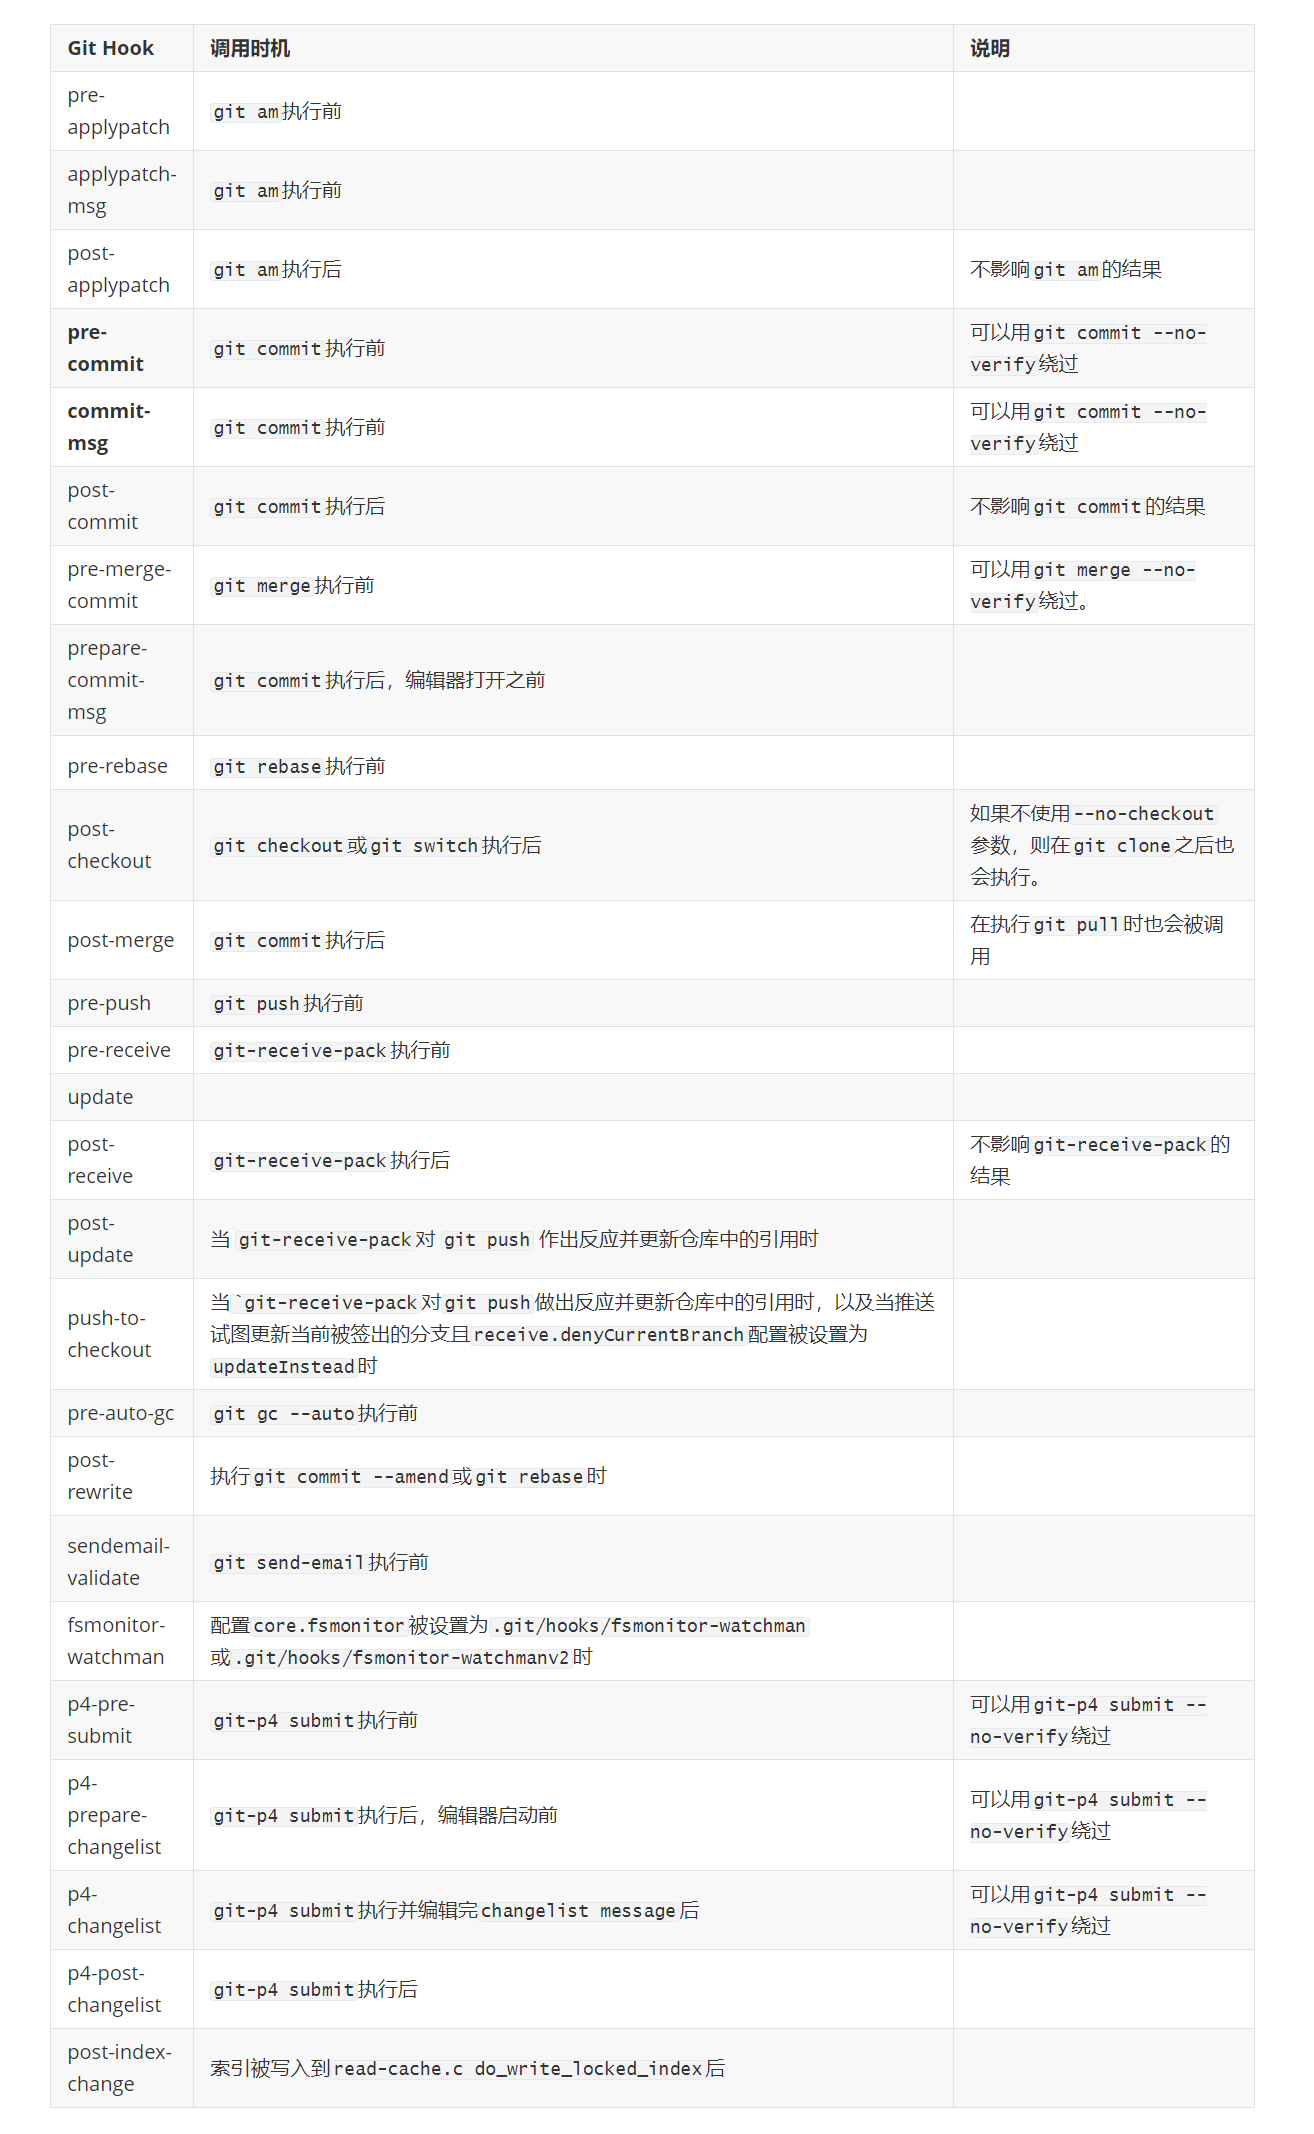 Git Hook 调用时机 说明
pre-
applypatch
git am执行前
applypatch-
msg
git am执行前
post-
applypatch
git am执行后
不影响git am的结果
pre-
commit
git commit执行前
可以用git commit --no-
verify绕过
commit-
msg
git commit执行前
可以用git commit --no-
verify绕过
post-
commit
git commit执行后
不影响git commit的结果
pre-merge-
commit
git merge执行前
可以用git merge --no-
verify绕过。
prepare-
commit-
msg
git commit执行后，编辑器打开之前
pre-rebase
git rebase执行前
post-
checkout
git checkout或git switch执行后
如果不使用--no-checkout
参数，则在git clone之后也
会执行。
post-merge
git commit执行后
在执行git pull时也会被调
用
pre-push
git push执行前
pre-receive
git-receive-pack执行前
update
post-
receive
git-receive-pack执行后
不影响git-receive-pack的
结果
post-
update
当 git-receive-pack对 git push 作出反应并更新仓库中的引用时
push-to-
checkout
当`git-receive-pack对git push做出反应并更新仓库中的引用时，以及当推送
试图更新当前被签出的分支且receive.denyCurrentBranch配置被设置为
updateInstead时
pre-auto-gc
git gc --auto执行前
post-
rewrite
执行git commit --amend或git rebase时
sendemail-
validate
git send-email执行前
fsmonitor-
watchman
配置core.fsmonitor被设置为.git/hooks/fsmonitor-watchman
或.git/hooks/fsmonitor-watchmanv2时
p4-pre-
submit
git-p4 submit执行前
可以用git-p4 submit --
no-verify绕过
p4-
prepare-
changelist
git-p4 submit执行后，编辑器启动前
可以用git-p4 submit --
no-verify绕过
p4-
changelist
git-p4 submit执行并编辑完changelist message后
可以用git-p4 submit --
no-verify绕过
p4-post-
changelist
git-p4 submit执行后
post-index-
change
索引被写入到read-cache.c do_write_locked_index后